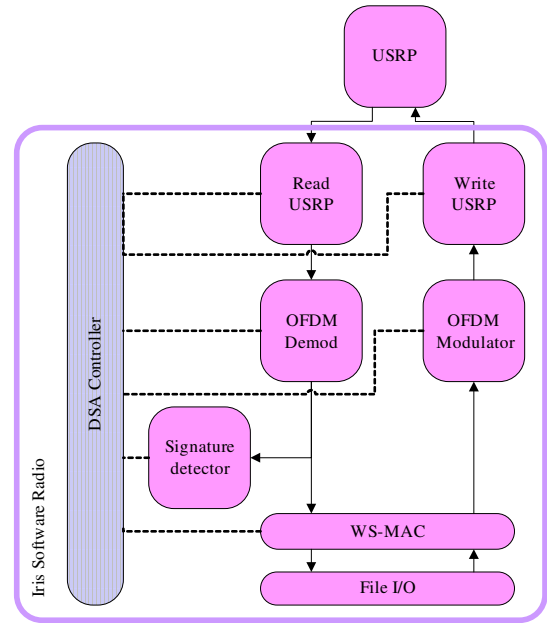 USRP
Read
USRP
Write
USRP
OFDM
Demod
OFDM
Modulator
DSA Controller
Signature
detector
Iris Software Radio
WS-MAC
File I/O